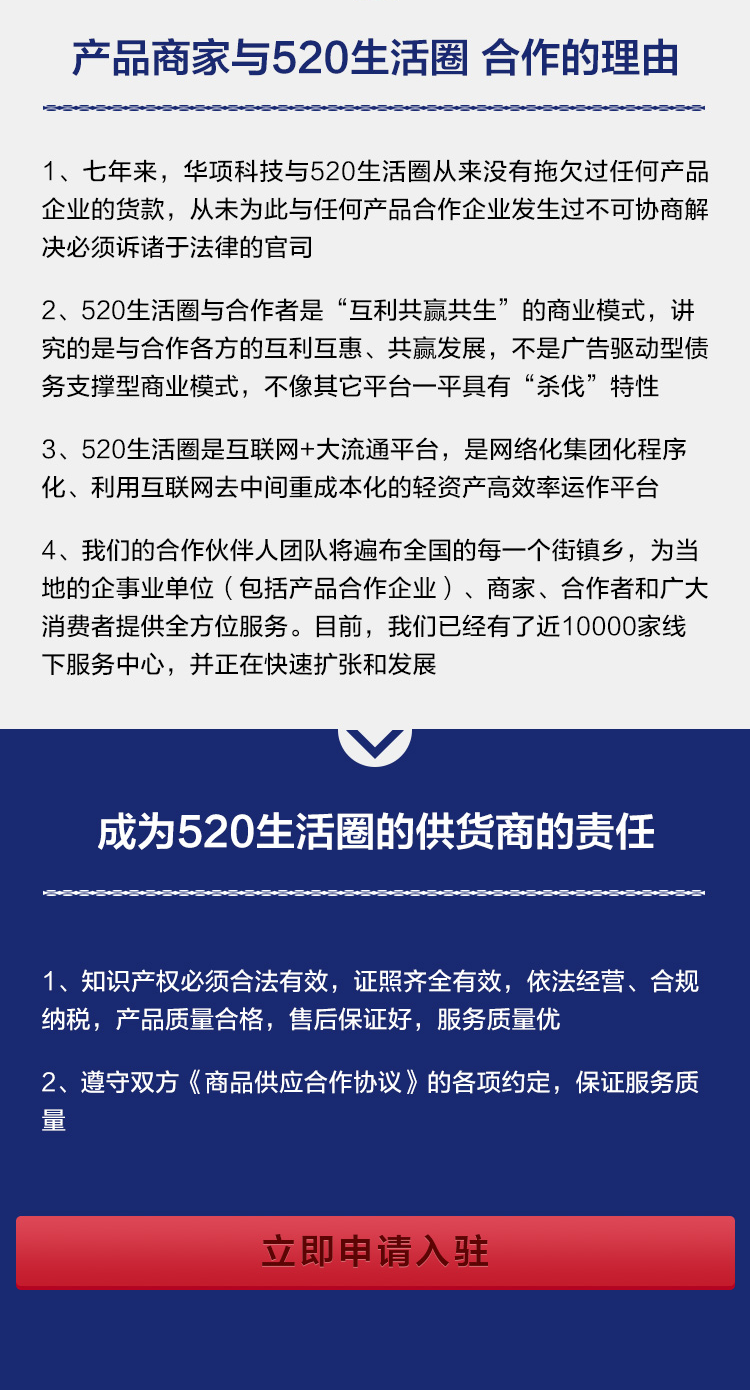 产品商家与520生活圈 合作的理由
1、七年来，华项科技与520生活圈从来没有拖欠过任何产品
企业的货款，从未为此与任何产品合作企业发生过不可协商解
决必须诉诸于法律的官司
2、520生活圈与合作者是“互利共赢共生”的商业模式，讲
究的是与合作各方的互利互惠、共赢发展，不是广告驱动型债
务支撑型商业模式，不像其它平台一平具有“杀伐”特性
3、520生活圈是互联网+大流通平台，是网络化集团化程序
化、利用互联网去中间重成本化的轻资产高效率运作平台
4、我们的合作伙伴人团队将遍布全国的每一个街镇乡，为当
地的企事业单位（包括产品合作企业）、商家、合作者和广大
消费者提供全方位服务。目前，我们已经有了近10000家线
下服务中心，并正在快速扩张和发展
成为520生活圈的供货商的责任
1、知识产权必须合法有效，证照齐全有效，依法经营、合规
纳税，产品质量合格，售后保证好，服务质量优
2、遵守双方《商品供应合作协议》的各项约定，保证服务质
量
立即申请入驻